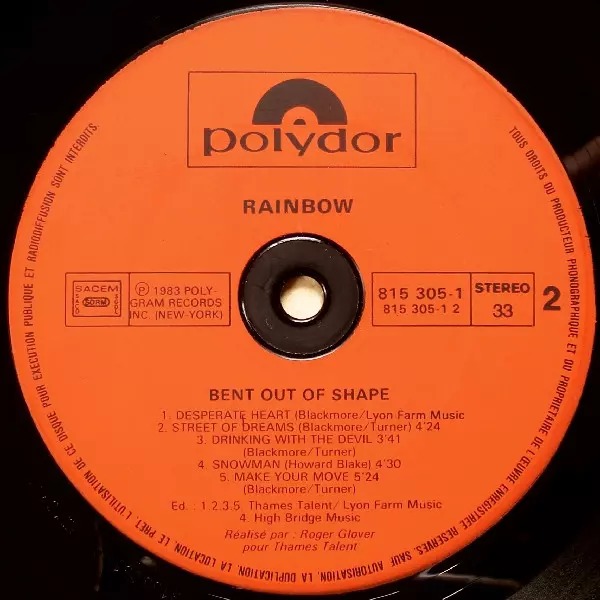 polydor
RAINBOW
SACEM
SACD
SDRM
SGDL
℗ 1983 POLY-
GRAM RECORDS
INC. (NEW-YORK)
815 305-1
815 305-1 2
STEREO
33
2
BENT OUT OF SHAPE
1. DESPERATE HEART (Blackmore/Lyon Farm Music
2. STREET OF DREAMS (Blackmore/Turner) 4'24
3. DRINKING WITH THE DEVIL 3'41
(Blackmore/Turner)
4. SNOWMAN (Howard Blake) 4'30
5. MAKE YOUR MOVE 5'24
(Blackmore/Turner)
Ed. : 1.2.3.5. Thames Talent/Lyon Farm Music
4. High Bridge Music
Réalisé par : Roger Glover
pour Thames Talent
TOUS DROITS DU PRODUCTEUR PHONOGRAPHIQUE ET DU PROPRIETAIRE DE L'ŒUVRE ENREGISTREE RESERVES. SAUF AUTORISATION, LA DUPLICATION, LA LOCATION, LE PRET, L'UTILISATION DE CE DISQUE POUR EXECUTION PUBLIQUE ET RADIODIFFUSION SONT INTERDITS.